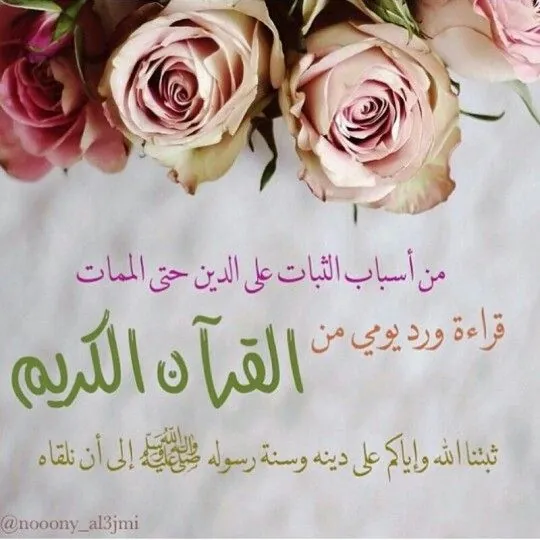 من أسباب الثبات على الدين حتى الممات
قراءة ورد يومي من القرآن الكريم
ثبتنا الله وإياكم على دينه وسنة رسوله ﷺ إلى أن نلقاه
@nooony_al3jmi